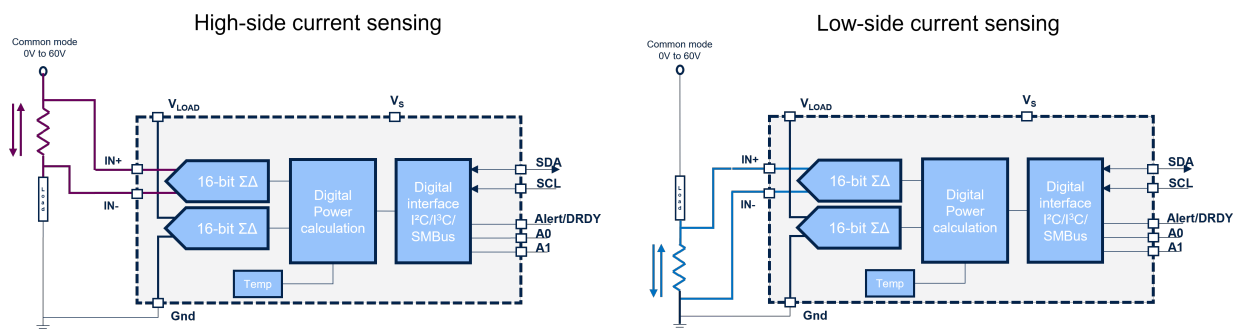 High-side current sensing
Common mode
0V to 60V
VLOAD
VS
IN+
IN-
Load
16-bit ΣΔ
16-bit ΣΔ
Digital
Power
calculation
Temp
Digital
interface
I²C/I³C/
SMBus
SDA
SCL
Alert/DRDY
A0
A1
Gnd
Low-side current sensing
Common mode
0V to 60V
VLOAD
VS
IN+
IN-
Load
16-bit ΣΔ
16-bit ΣΔ
Digital
Power
calculation
Temp
Digital
interface
I²C/I³C/
SMBus
SDA
SCL
Alert/DRDY
A0
A1
Gnd